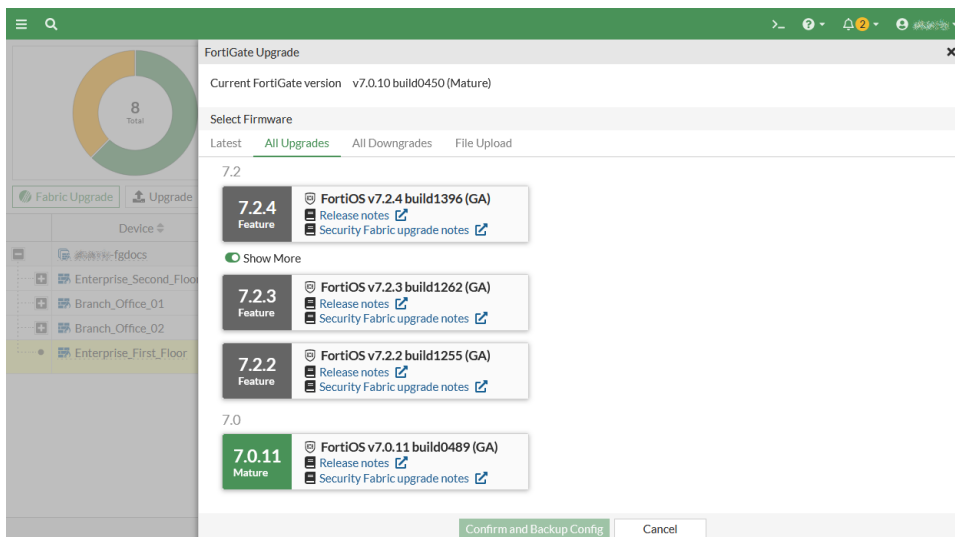 2
FortiGate Upgrade
Current FortiGate version v7.0.10 build0450 (Mature)
8
Total
Select Firmware
Latest All Upgrades All Downgrades File Upload
7.2
Fabric Upgrade Upgrade
7.2.4
Feature
FortiOS v7.2.4 build1396 (GA)
Release notes
Security Fabric upgrade notes
Device
Show More
-fgdocs
Enterprise_Second_Floor
Branch_Office_01
Branch_Office_02
Enterprise_First_Floor
7.2.3
Feature
FortiOS v7.2.3 build1262 (GA)
Release notes
Security Fabric upgrade notes
7.2.2
Feature
FortiOS v7.2.2 build1255 (GA)
Release notes
Security Fabric upgrade notes
7.0
7.0.11
Mature
FortiOS v7.0.11 build0489 (GA)
Release notes
Security Fabric upgrade notes
Confirm and Backup Config Cancel